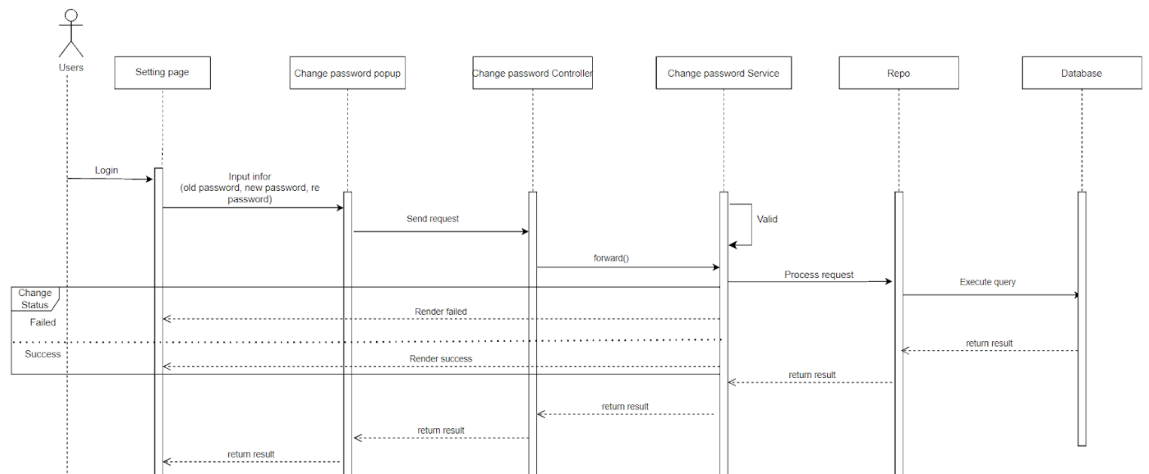 Users
Setting page
Change password popup
Change password Controller
Change password Service
Repo
Database
Login
Input infor
(old password, new password, re
password)
Send request
Valid
forward()
Process request
Execute query
Change
Status
Failed
Render failed
return result
Success
Render success
return result
return result
return result
return result